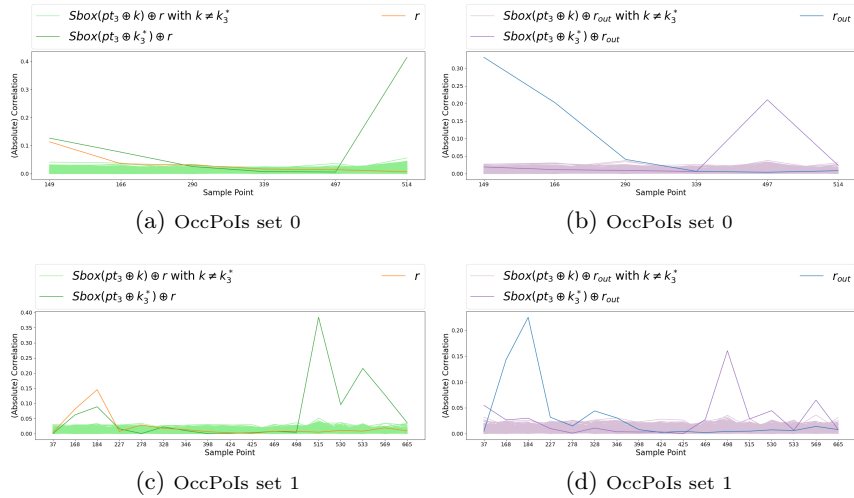 Sbox(pt₃ ⊕ k) ⊕ r with k ≠ k₃*
r
Sbox(pt₃ ⊕ k₃*) ⊕ r
(Absolute) Correlation
0.4
0.3
0.2
0.1
0.0
149 166 290 339 497 514
Sample Point
(a) OccPoIs set 0
Sbox(pt₃ ⊕ k) ⊕ r_out with k ≠ k₃*
r_out
Sbox(pt₃ ⊕ k₃*) ⊕ r_out
(Absolute) Correlation
0.30
0.25
0.20
0.15
0.10
0.05
0.00
149 166 290 339 497 514
Sample Point
(b) OccPoIs set 0
Sbox(pt₃ ⊕ k) ⊕ r with k ≠ k₃*
r
Sbox(pt₃ ⊕ k₃*) ⊕ r
(Absolute) Correlation
0.40
0.35
0.30
0.25
0.20
0.15
0.10
0.05
0.00
37 168 184 227 278 328 346 398 424 425 469 498 515 530 533 569 665
Sample Point
(c) OccPoIs set 1
Sbox(pt₃ ⊕ k) ⊕ r_out with k ≠ k₃*
r_out
Sbox(pt₃ ⊕ k₃*) ⊕ r_out
(Absolute) Correlation
0.20
0.15
0.10
0.05
0.00
37 168 184 227 278 328 346 398 424 425 469 498 515 530 533 569 665
Sample Point
(d) OccPoIs set 1